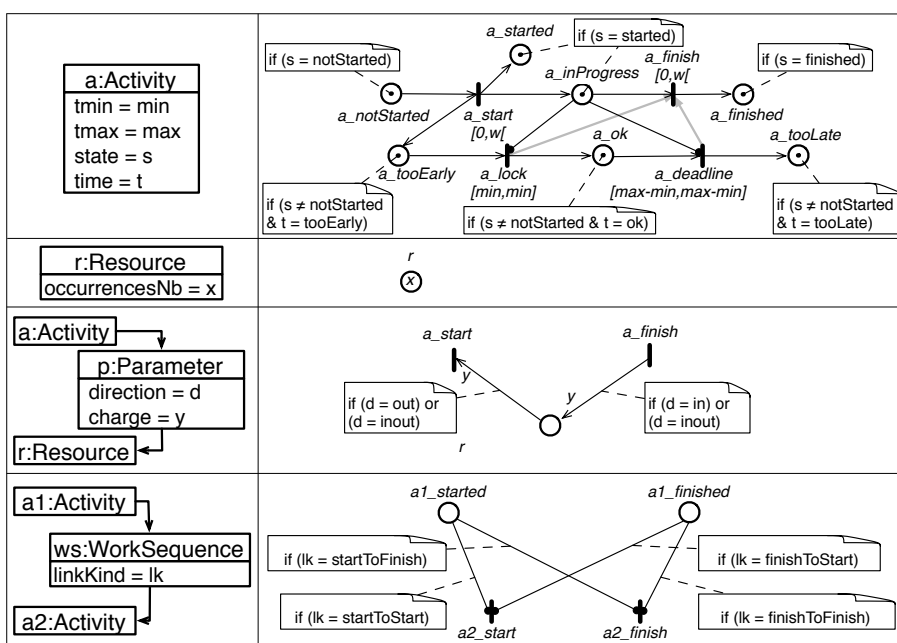 a:Activity
tmin = min
tmax = max
state = s
time = t
if (s = notStarted)
a_started
if (s = started)
a_inProgress
a_finish
[0,w[
if (s = finished)
a_notStarted
a_start
[0,w[
a_finished
a_ok
a_tooLate
a_tooEarly
a_lock
[min,min]
a_deadline
[max-min,max-min]
if (s ≠ notStarted
& t = tooEarly)
if (s ≠ notStarted & t = ok)
if (s ≠ notStarted
& t = tooLate)
r:Resource
occurrencesNb = x
r
x
a:Activity
p:Parameter
direction = d
charge = y
r:Resource
a_start
a_finish
y
y
if (d = out) or
(d = inout)
if (d = in) or
(d = inout)
r
a1:Activity
ws:WorkSequence
linkKind = lk
a2:Activity
a1_started
a1_finished
if (lk = startToFinish)
if (lk = finishToStart)
if (lk = startToStart)
if (lk = finishToFinish)
a2_start
a2_finish